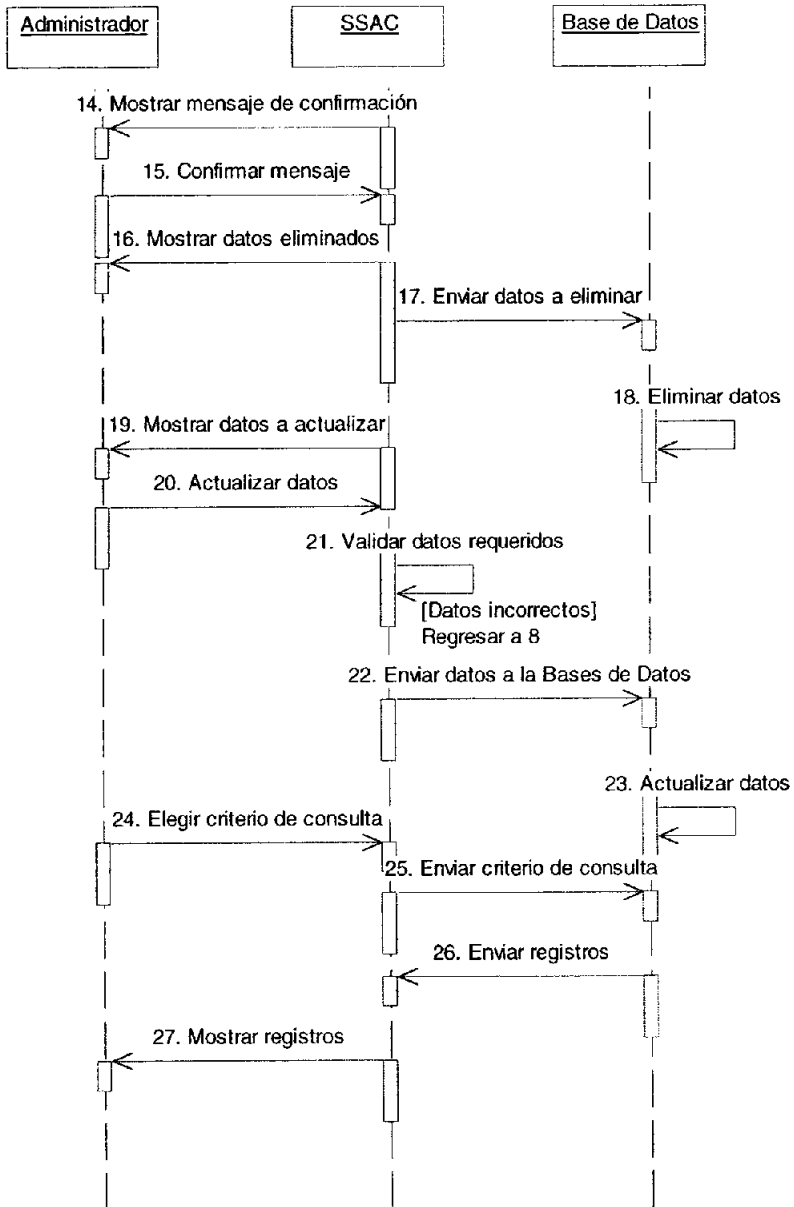 Administrador
SSAC
Base de Datos
14. Mostrar mensaje de confirmación
15. Confirmar mensaje
16. Mostrar datos eliminados
17. Enviar datos a eliminar
18. Eliminar datos
19. Mostrar datos a actualizar
20. Actualizar datos
21. Validar datos requeridos
[Datos incorrectos]
Regresar a 8
22. Enviar datos a la Bases de Datos
23. Actualizar datos
24. Elegir criterio de consulta
25. Enviar criterio de consulta
26. Enviar registros
27. Mostrar registros